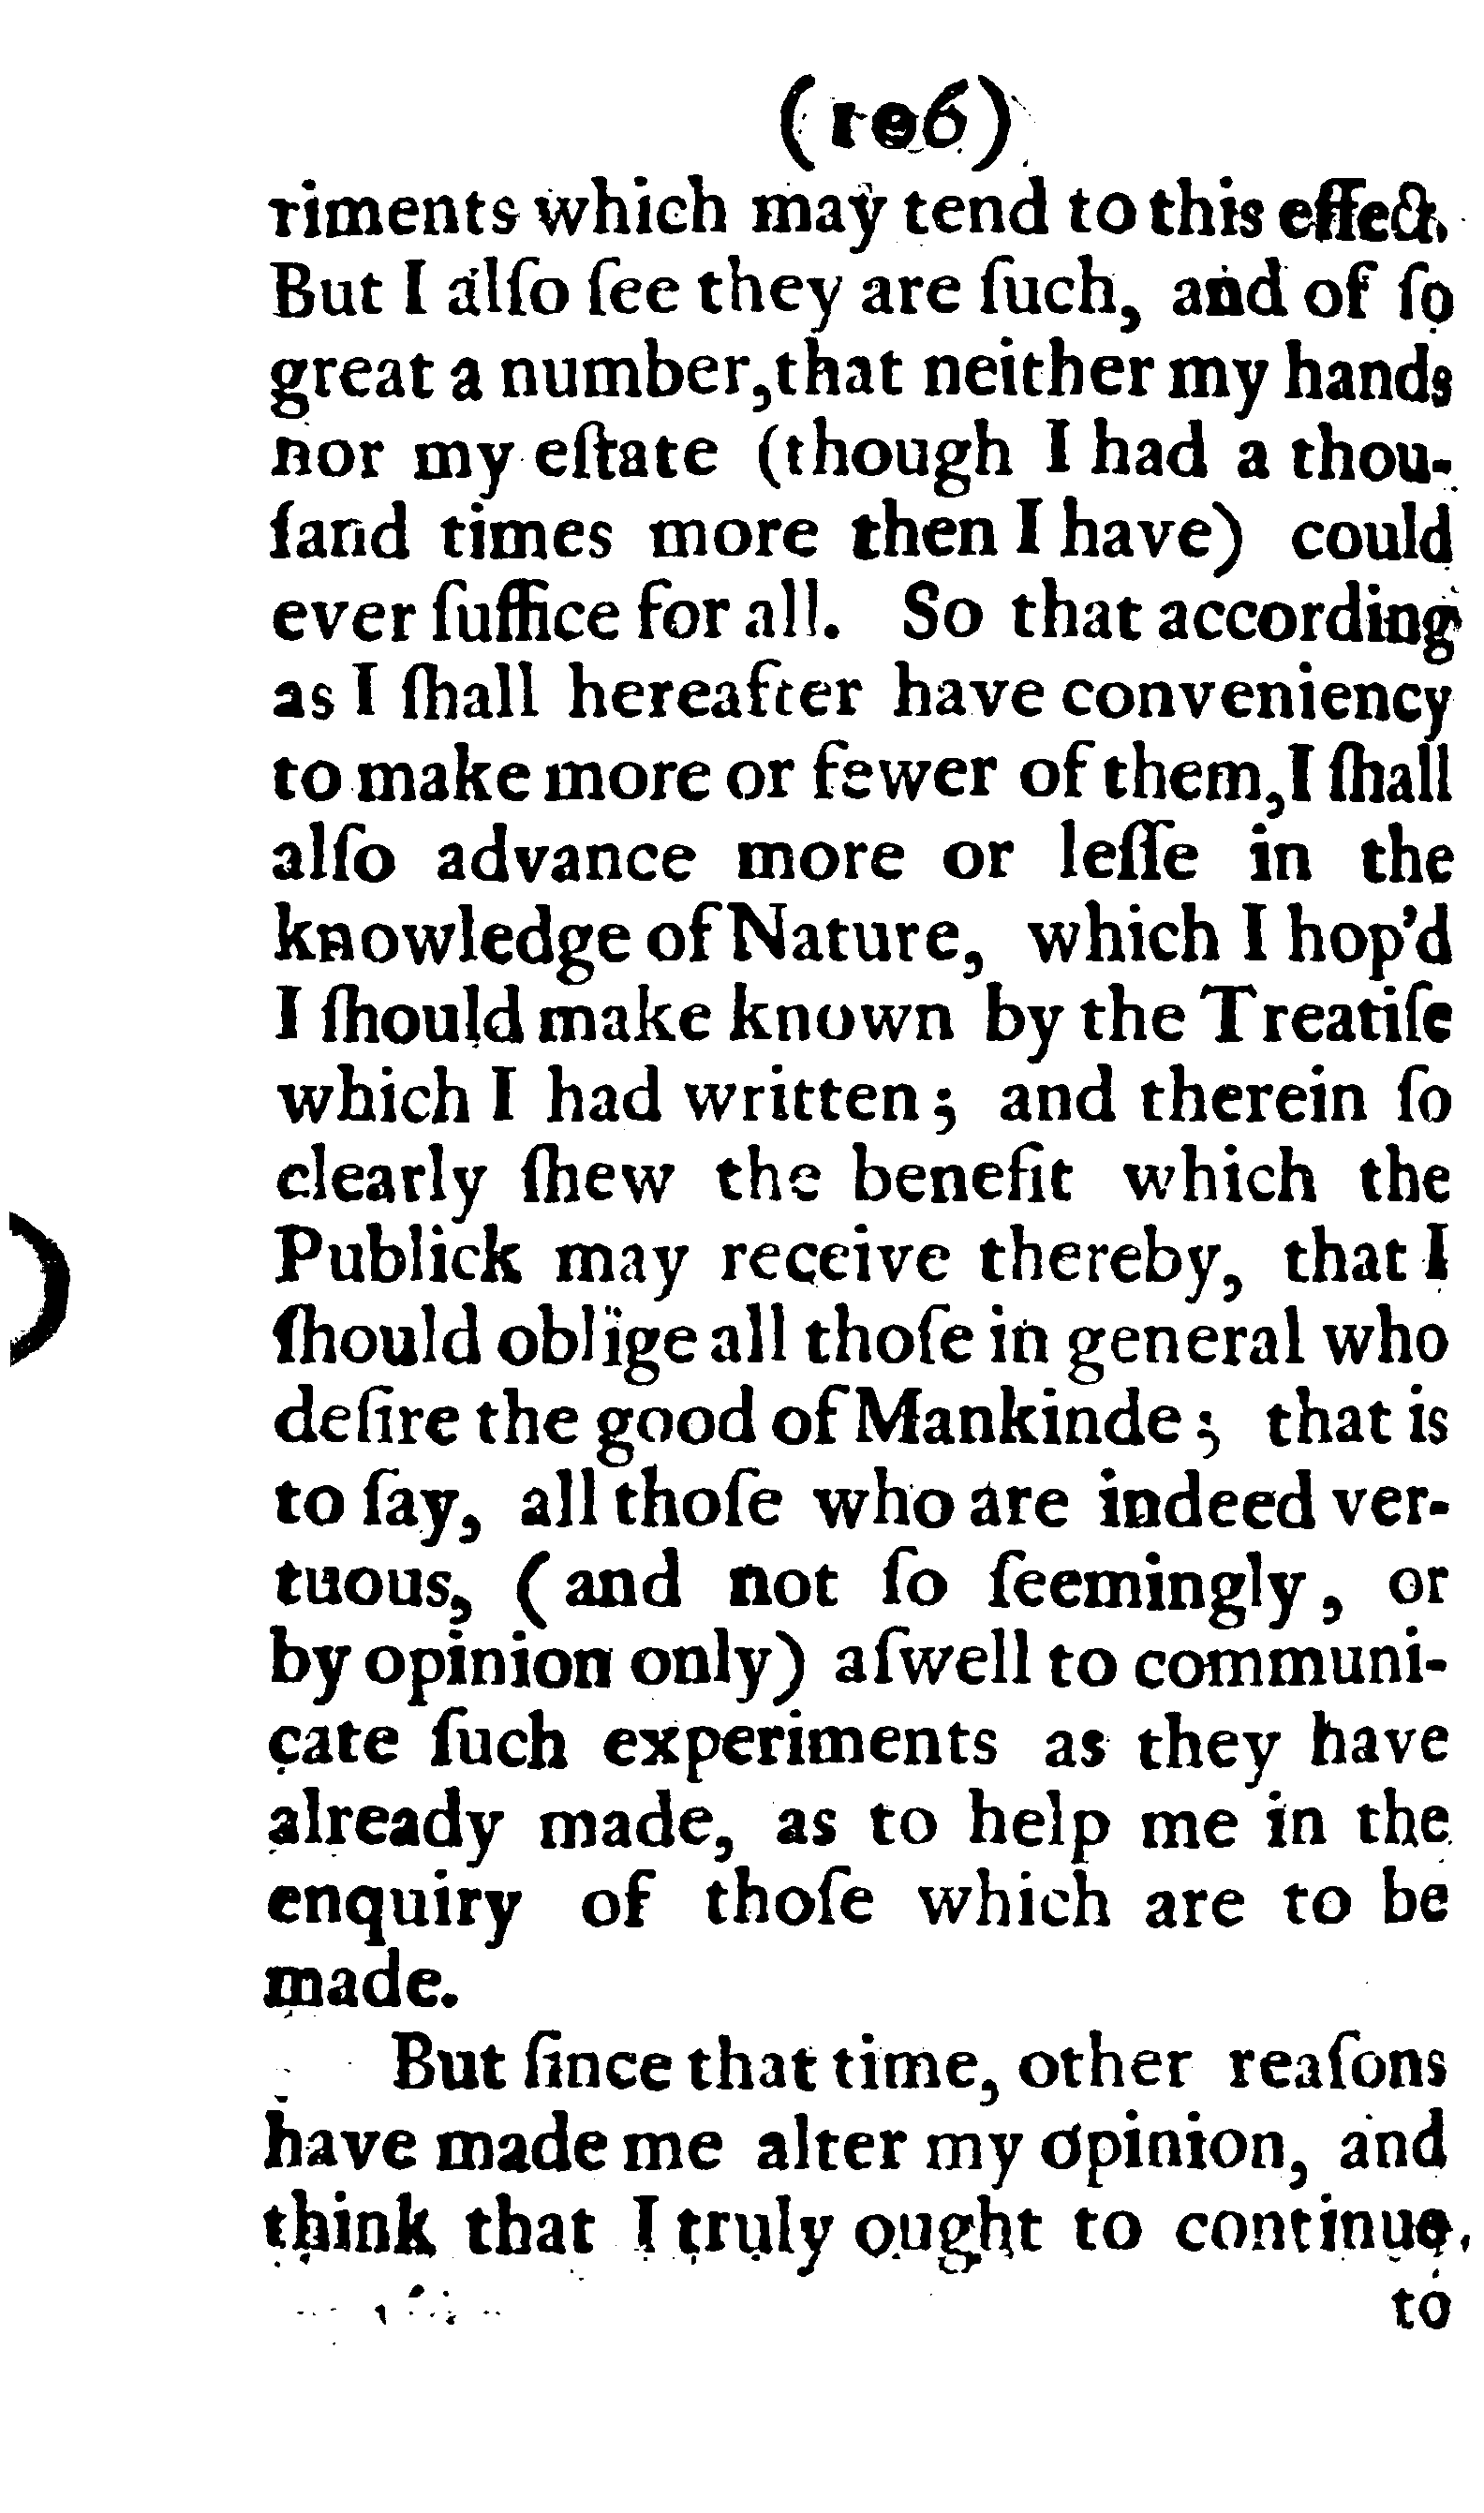 (106)
riments which may tend to this effect.
But I alſo ſee they are ſuch, and of ſo
great a number, that neither my hands
nor my eſtate (though I had a thou-
ſand times more then I have) could
ever ſuffice for all. So that according
as I ſhall hereafter have conveniency
to make more or fewer of them, I ſhall
alſo advance more or leſſe in the
knowledge of Nature, which I hop'd
I ſhould make known by the Treatiſe
which I had written; and therein ſo
clearly ſhew the benefit which the
Publick may receive thereby, that I
ſhould oblige all thoſe in general who
deſire the good of Mankinde; that is
to ſay, all thoſe who are indeed ver-
tuous, (and not ſo ſeemingly, or
by opinion only) aſwell to communi-
cate ſuch experiments as they have
already made, as to help me in the
enquiry of thoſe which are to be
made.
But ſince that time, other reaſons
have made me alter my opinion, and
think that I truly ought to continue
to